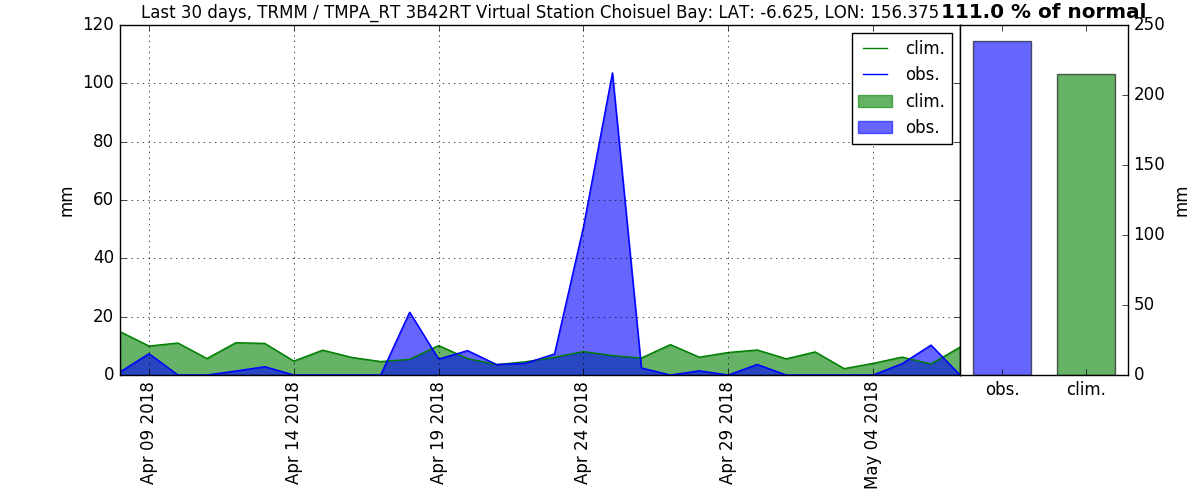 Last 30 days, TRMM / TMPA_RT 3B42RT Virtual Station Choisuel Bay: LAT: -6.625, LON: 156.375
111.0 % of normal
120
100
80
60
40
20
0
mm
clim.
obs.
clim.
obs.
Apr 09 2018
Apr 14 2018
Apr 19 2018
Apr 24 2018
Apr 29 2018
May 04 2018
250
200
150
100
50
0
mm
obs.
clim.